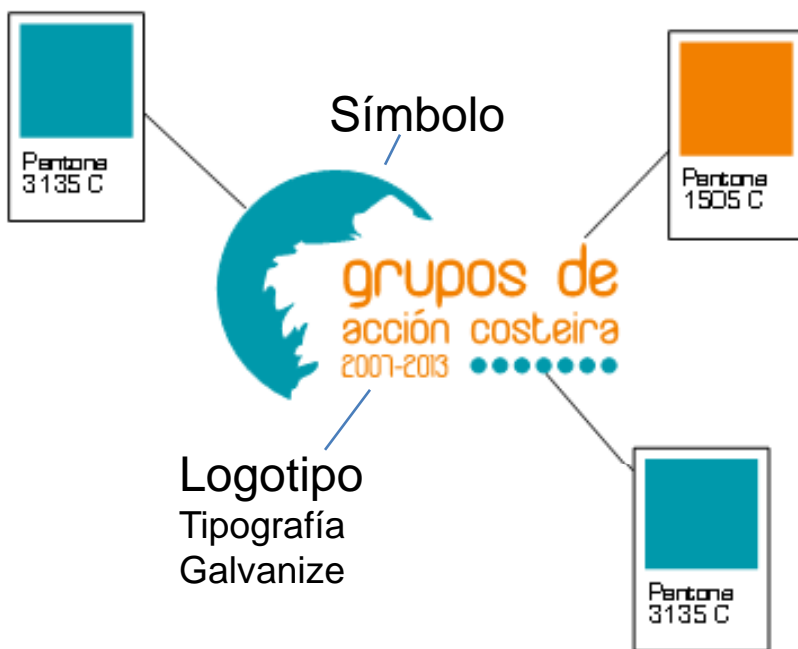 Pantone
3135 C
Símbolo
Pantone
1505 C
grupos de
acción costeira
2007-2013
Logotipo
Tipografía
Galvanize
Pantone
3135 C